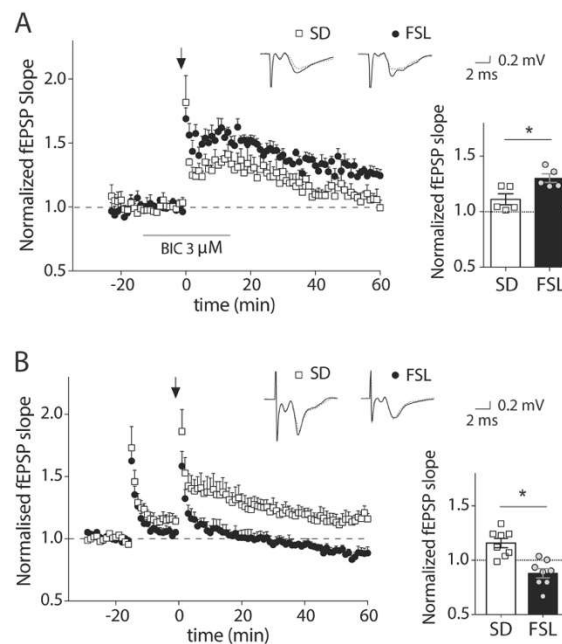 A
SD
FSL
0.2 mV
2 ms
Normalized fEPSP slope
2.0
1.5
1.0
0.5
BIC 3 μM
-20
0
20
40
60
time (min)
Normalized fEPSP slope
1.5
1.0
0.5
*
SD
FSL
B
SD
FSL
0.2 mV
2 ms
Normalised fEPSP slope
2.0
1.5
1.0
0.5
-20
0
20
40
60
time (min)
Normalized fEPSP slope
1.5
1.0
0.5
*
SD
FSL